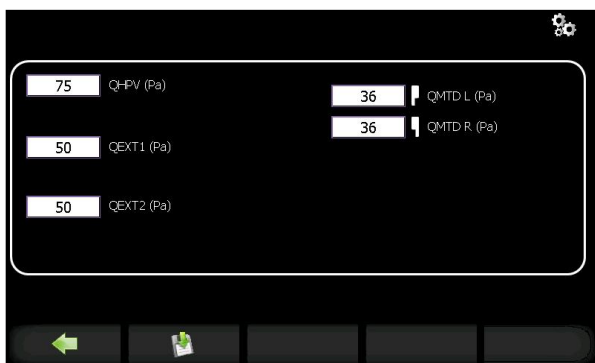 75 QHPV (Pa)
36 QMTD L (Pa)
36 QMTD R (Pa)
50 QEXT1 (Pa)
50 QEXT2 (Pa)